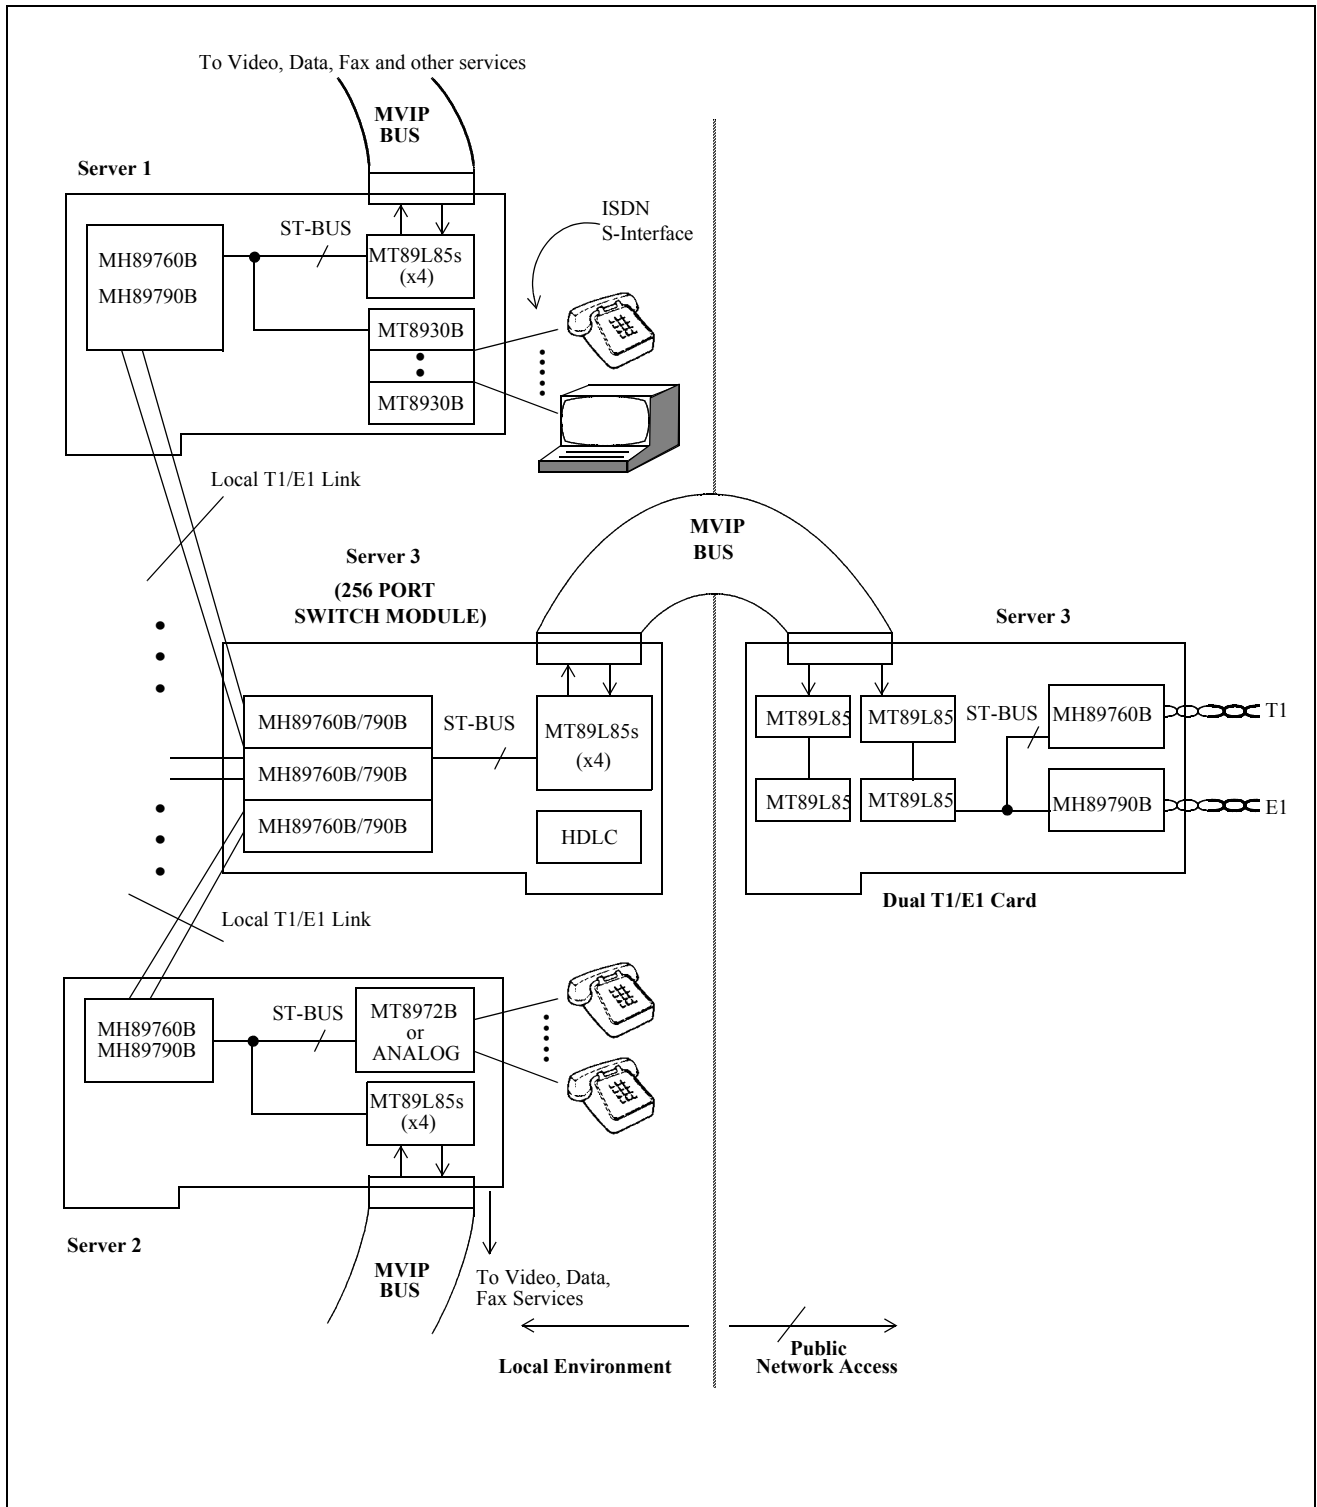 To Video, Data, Fax and other services
MVIP
BUS
Server 1
ST-BUS
MH89760B
MH89790B
MT89L85s
(x4)
MT8930B
MT8930B
ISDN
S-Interface
Local T1/E1 Link
MVIP
BUS
Server 3
(256 PORT
SWITCH MODULE)
MH89760B/790B
MH89760B/790B
MH89760B/790B
ST-BUS
MT89L85s
(x4)
HDLC
Server 3
MT89L85
MT89L85
MT89L85
MT89L85
ST-BUS
MH89760B
MH89790B
T1
E1
Dual T1/E1 Card
Local T1/E1 Link
MH89760B
MH89790B
ST-BUS
MT8972B
or
ANALOG
MT89L85s
(x4)
Server 2
MVIP
BUS
To Video, Data,
Fax Services
Local Environment
Public
Network Access